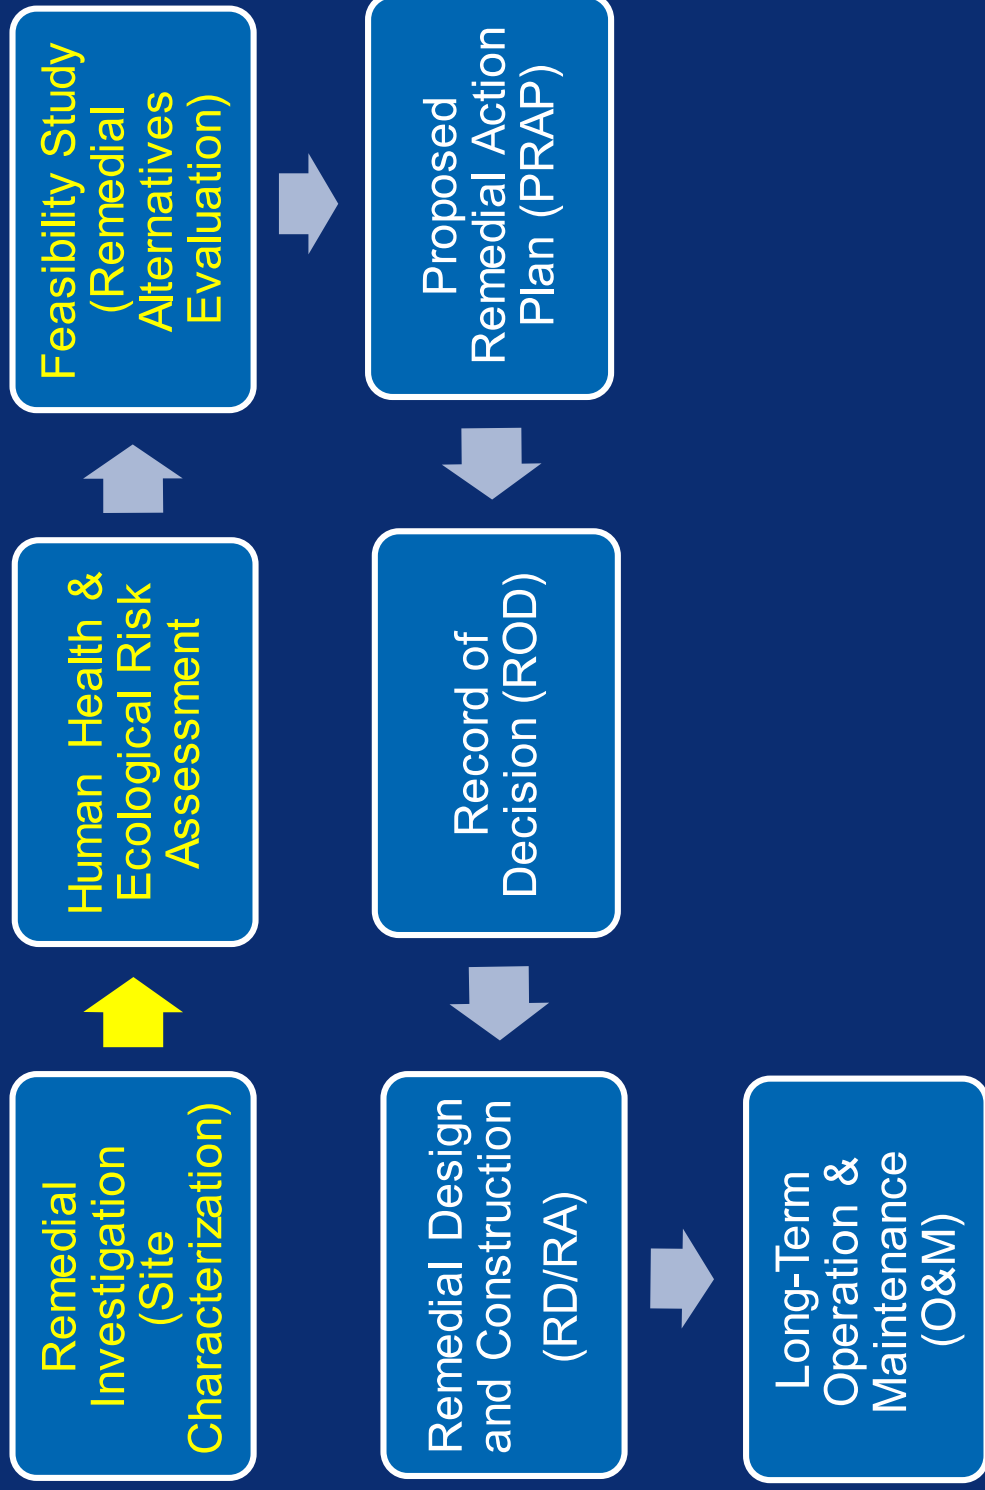 Remedial
Investigation
(Site
Characterization)
Human Health &
Ecological Risk
Assessment
Feasibility Study
(Remedial
Alternatives
Evaluation)
Proposed
Remedial Action
Plan (PRAP)
Record of
Decision (ROD)
Remedial Design
and Construction
(RD/RA)
Long-Term
Operation &
Maintenance
(O&M)